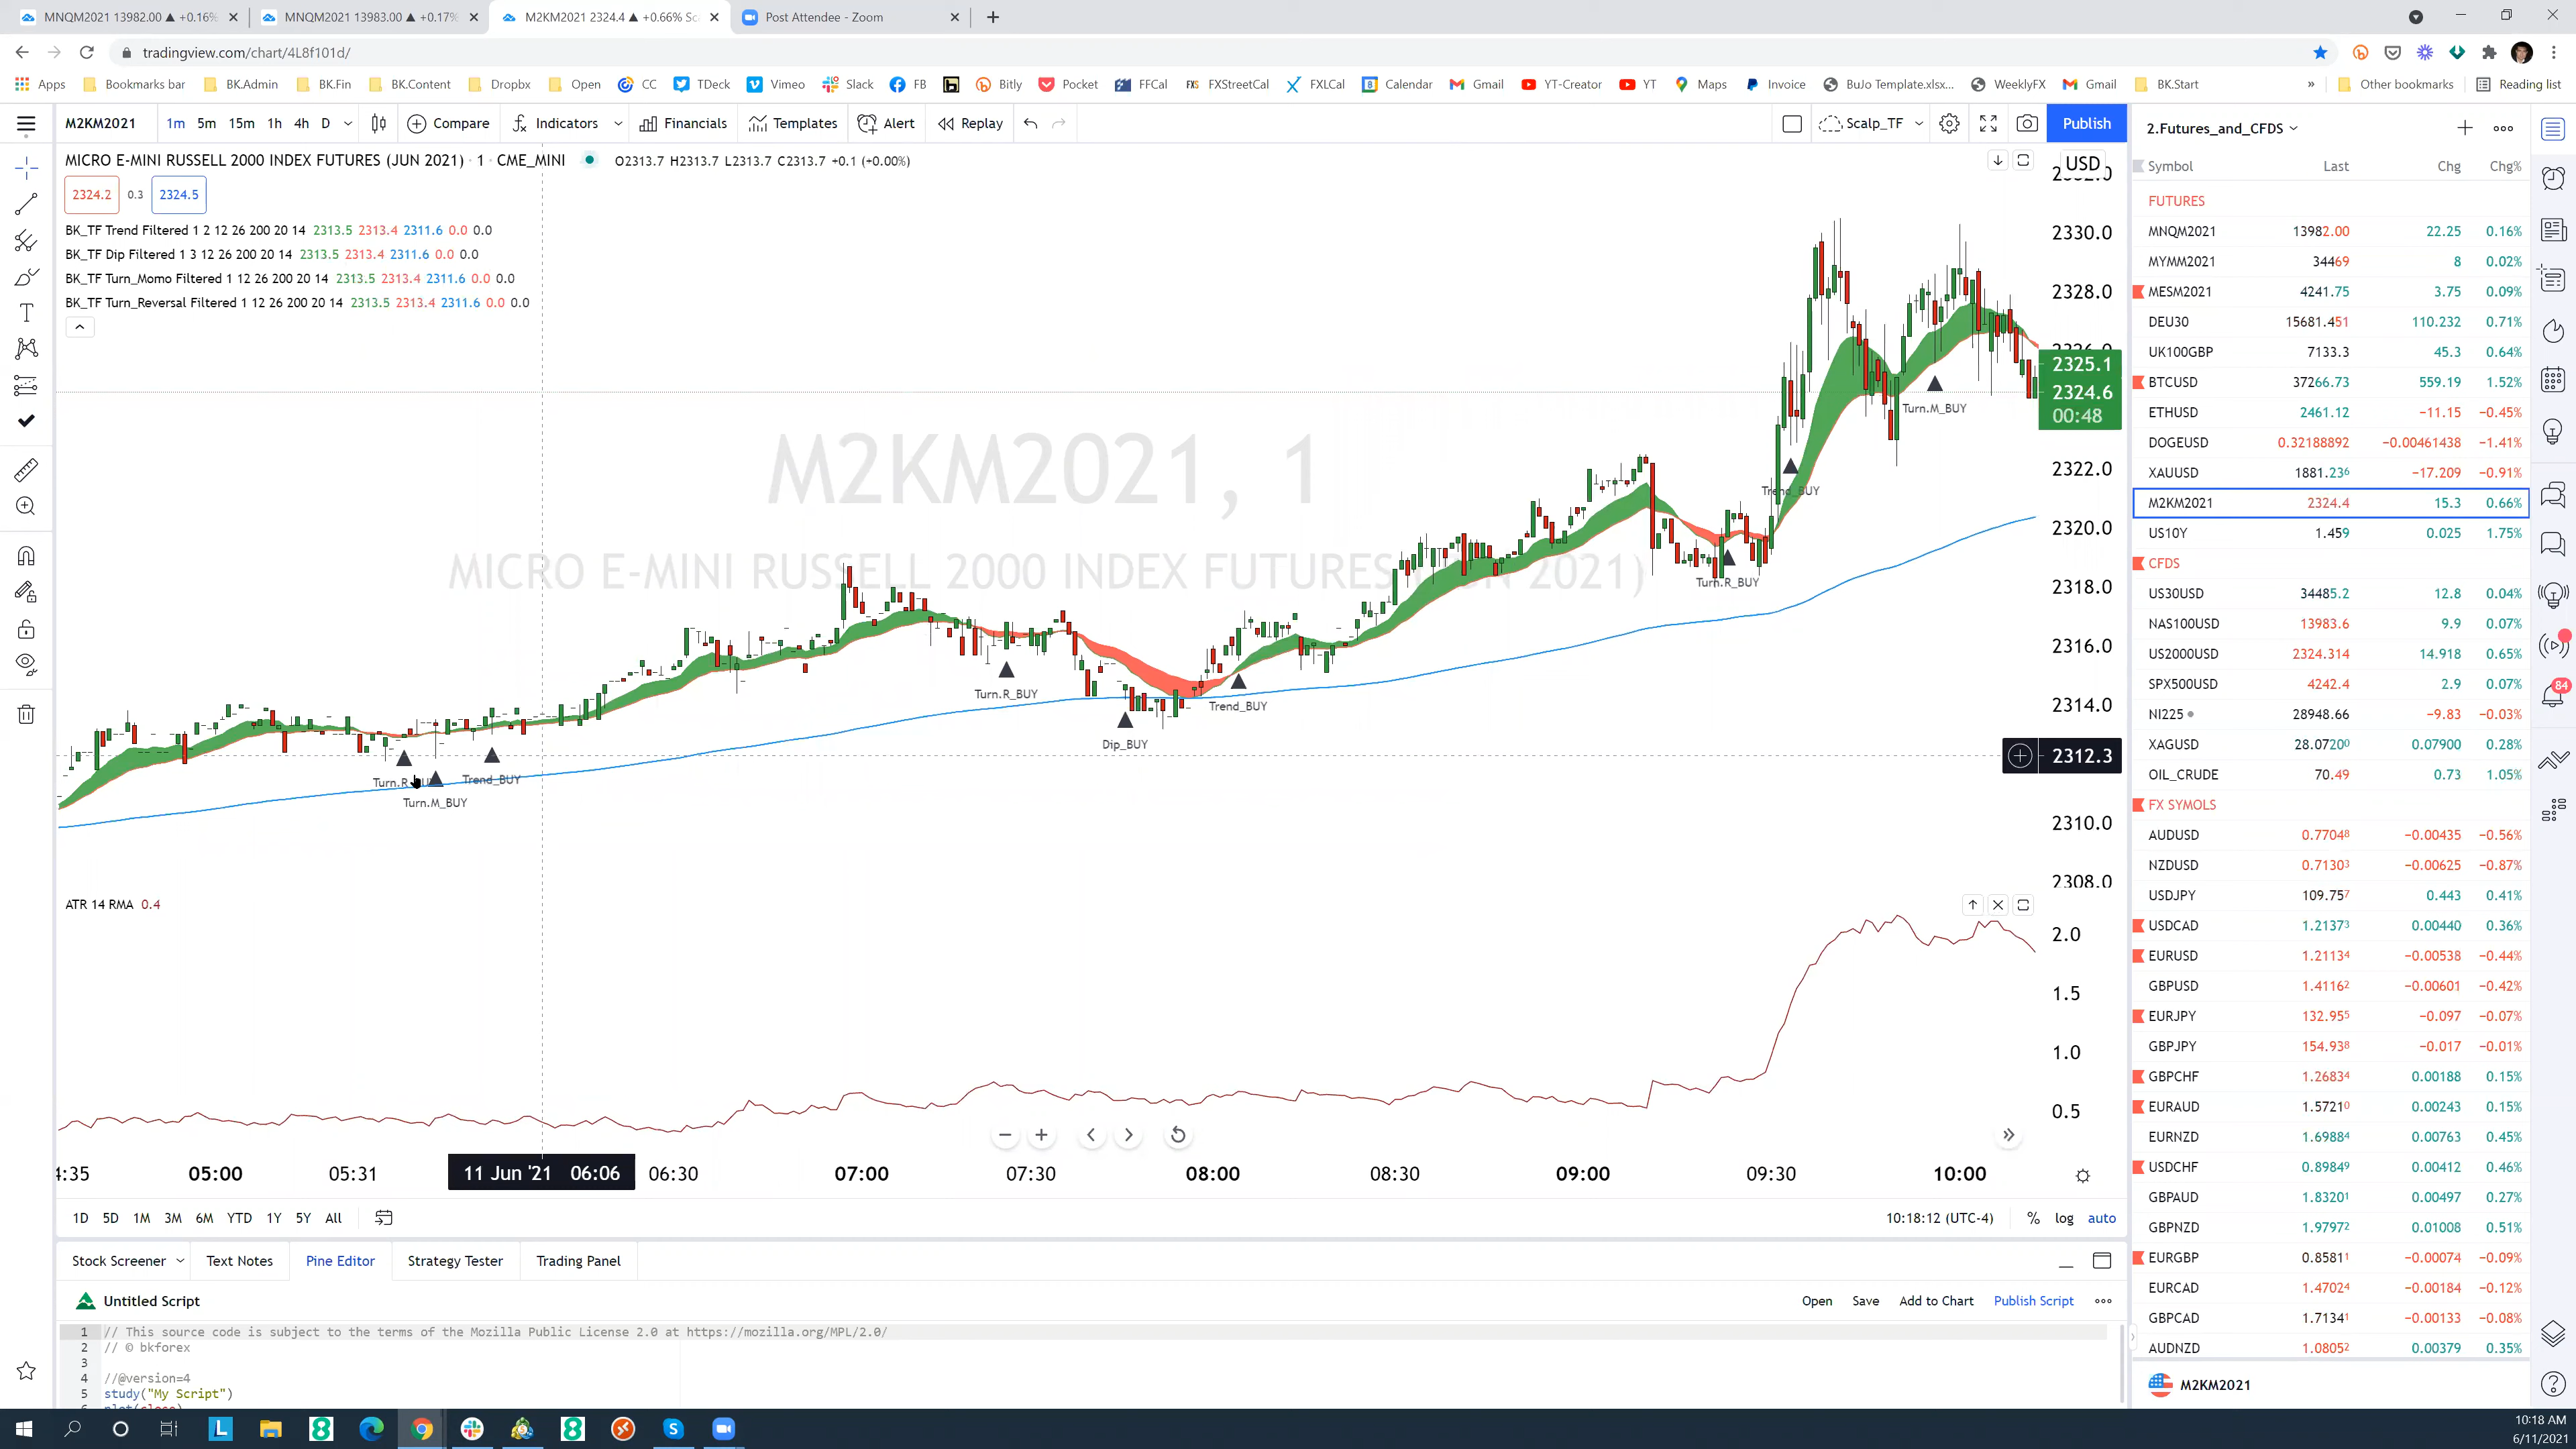 MNQM2021 13982.00 ▲ +0.16%
MNQM2021 13983.00 ▲ +0.17%
M2KM2021 2324.4 ▲ +0.66% Sc
Post Attendee - Zoom
tradingview.com/chart/4L8f101d/
Apps Bookmarks bar BK.Admin BK.Fin BK.Content Dropbx Open CC TDeck Vimeo Slack FB Bitly Pocket FFCal FXStreetCal FXLCal Calendar Gmail YT-Creator YT Maps Invoice BuJo Template.xlsx... WeeklyFX Gmail BK.Start » Other bookmarks Reading list
M2KM2021 1m 5m 15m 1h 4h D Compare Indicators Financials Templates Alert Replay Scalp_TF Publish
MICRO E-MINI RUSSELL 2000 INDEX FUTURES (JUN 2021) · 1 · CME_MINI O2313.7 H2313.7 L2313.7 C2313.7 +0.1 (+0.00%)
2324.2 0.3 2324.5
BK_TF Trend Filtered 1 2 12 26 200 20 14 2313.5 2313.4 2311.6 0.0 0.0
BK_TF Dip Filtered 1 3 12 26 200 20 14 2313.5 2313.4 2311.6 0.0 0.0
BK_TF Turn_Momo Filtered 1 12 26 200 20 14 2313.5 2313.4 2311.6 0.0 0.0
BK_TF Turn_Reversal Filtered 1 12 26 200 20 14 2313.5 2313.4 2311.6 0.0 0.0
M2KM2021, 1
MICRO E-MINI RUSSELL 2000 INDEX FUTURES (JUN 2021)
Turn.M_BUY
Trend_BUY
Turn.R_BUY
Turn.R_BUY
Trend_BUY
Dip_BUY
Trend_BUY
Turn.M_BUY
USD
2330.0
2328.0
2325.1
2324.6
00:48
2322.0
2320.0
2318.0
2316.0
2314.0
2312.3
2310.0
2308.0
ATR 14 RMA 0.4
2.0
1.5
1.0
0.5
4:35 05:00 05:31 11 Jun '21 06:06 06:30 07:00 07:30 08:00 08:30 09:00 09:30 10:00
1D 5D 1M 3M 6M YTD 1Y 5Y All 10:18:12 (UTC-4) % log auto
Stock Screener Text Notes Pine Editor Strategy Tester Trading Panel
Untitled Script Open Save Add to Chart Publish Script
1 // This source code is subject to the terms of the Mozilla Public License 2.0 at https://mozilla.org/MPL/2.0/
2 // © bkforex
3
4 //@version=4
5 study("My Script")
2.Futures_and_CFDS
Symbol Last Chg Chg%
FUTURES
MNQM2021 13982.00 22.25 0.16%
MYMM2021 34469 8 0.02%
MESM2021 4241.75 3.75 0.09%
DEU30 15681.451 110.232 0.71%
UK100GBP 7133.3 45.3 0.64%
BTCUSD 37266.73 559.19 1.52%
ETHUSD 2461.12 −11.15 −0.45%
DOGEUSD 0.32188892 −0.00461438 −1.41%
XAUUSD 1881.236 −17.209 −0.91%
M2KM2021 2324.4 15.3 0.66%
US10Y 1.459 0.025 1.75%
CFDS
US30USD 34485.2 12.8 0.04%
NAS100USD 13983.6 9.9 0.07%
US2000USD 2324.314 14.918 0.65%
SPX500USD 4242.4 2.9 0.07%
NI225 28948.66 −9.83 −0.03%
XAGUSD 28.07200 0.07900 0.28%
OIL_CRUDE 70.49 0.73 1.05%
FX SYMOLS
AUDUSD 0.77048 −0.00435 −0.56%
NZDUSD 0.71303 −0.00625 −0.87%
USDJPY 109.757 0.443 0.41%
USDCAD 1.21373 0.00440 0.36%
EURUSD 1.21134 −0.00538 −0.44%
GBPUSD 1.41162 −0.00601 −0.42%
EURJPY 132.955 −0.097 −0.07%
GBPJPY 154.938 −0.017 −0.01%
GBPCHF 1.26834 0.00188 0.15%
EURAUD 1.57210 0.00243 0.15%
EURNZD 1.69884 0.00763 0.45%
USDCHF 0.89849 0.00412 0.46%
GBPAUD 1.83201 0.00497 0.27%
GBPNZD 1.97972 0.01008 0.51%
EURGBP 0.85811 −0.00074 −0.09%
EURCAD 1.47024 −0.00184 −0.12%
GBPCAD 1.71341 −0.00133 −0.08%
AUDNZD 1.08052 0.00379 0.35%
M2KM2021
84
10:18 AM
6/11/2021